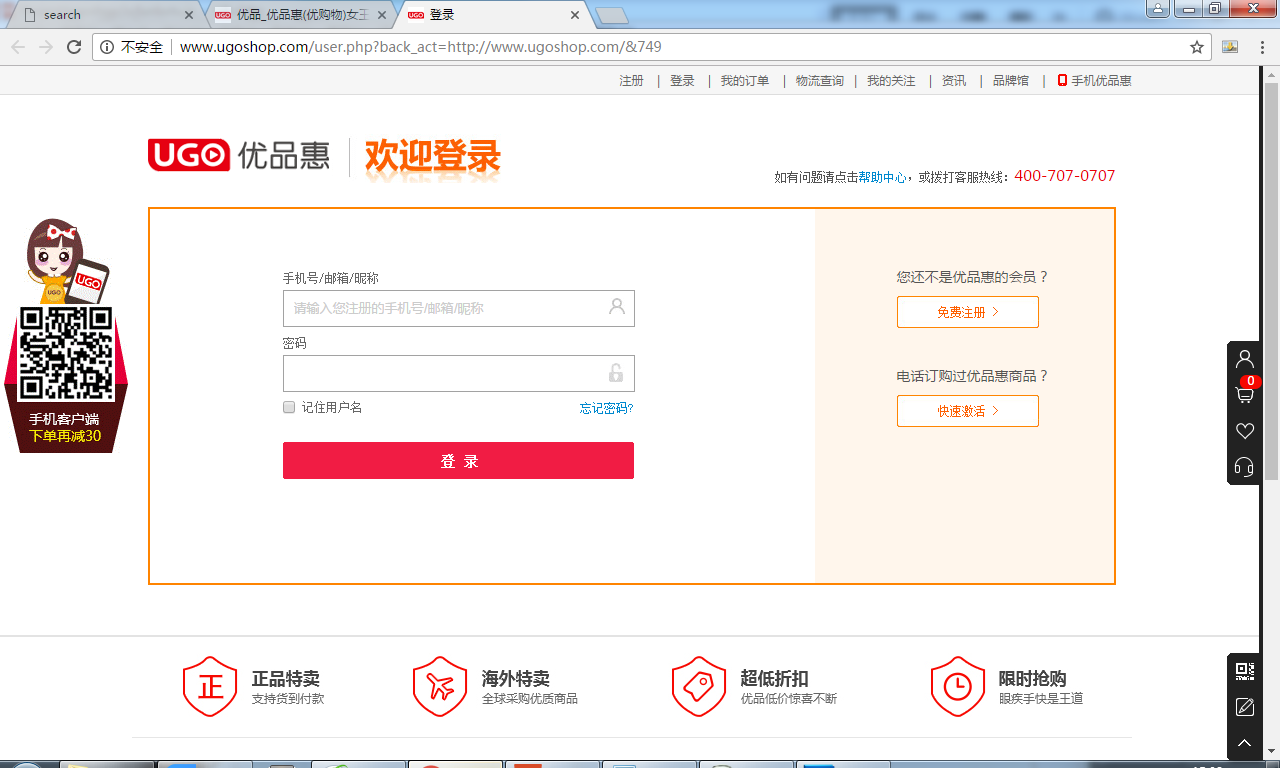 search
优品_优品惠(优购物)女王
登录
不安全
www.ugoshop.com/user.php?back_act=http://www.ugoshop.com/&749
注册 | 登录 | 我的订单 | 物流查询 | 我的关注 | 资讯 | 品牌馆 | 手机优品惠
UGO 优品惠
欢迎登录
如有问题请点击帮助中心，或拨打客服热线：400-707-0707
手机号/邮箱/昵称
请输入您注册的手机号/邮箱/昵称
密码
记住用户名
忘记密码?
登 录
您还不是优品惠的会员？
免费注册
电话订购过优品惠商品？
快速激活
UGO
UGO
手机客户端
下单再减30
0
正
正品特卖
支持货到付款
海外特卖
全球采购优质商品
超低折扣
优品低价惊喜不断
限时抢购
眼疾手快是王道